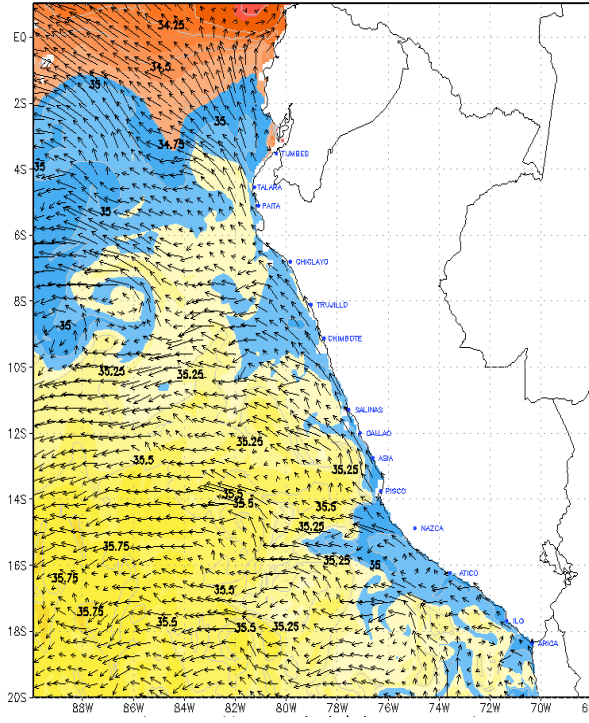 34.25
EQ
34.5
35
2S
35
34.75
TUMBES
35
4S
TALARA
35
PAITA
6S
CHICLAYO
8S
TRUJILLO
35
CHIMBOTE
10S
35.25
35.25
35.25
SALINAS
12S
CALLAO
35.25
ASIA
35.5
35.25
PISCO
35.5
14S
35.5
35.5
35.25
NAZCA
35.75
35.25
16S
35
35.75
ATICO
35.5
35.75
ILO
35.5
35.5
35.25
18S
ARICA
20S
88W
86W
84W
82W
80W
78W
76W
74W
72W
70W